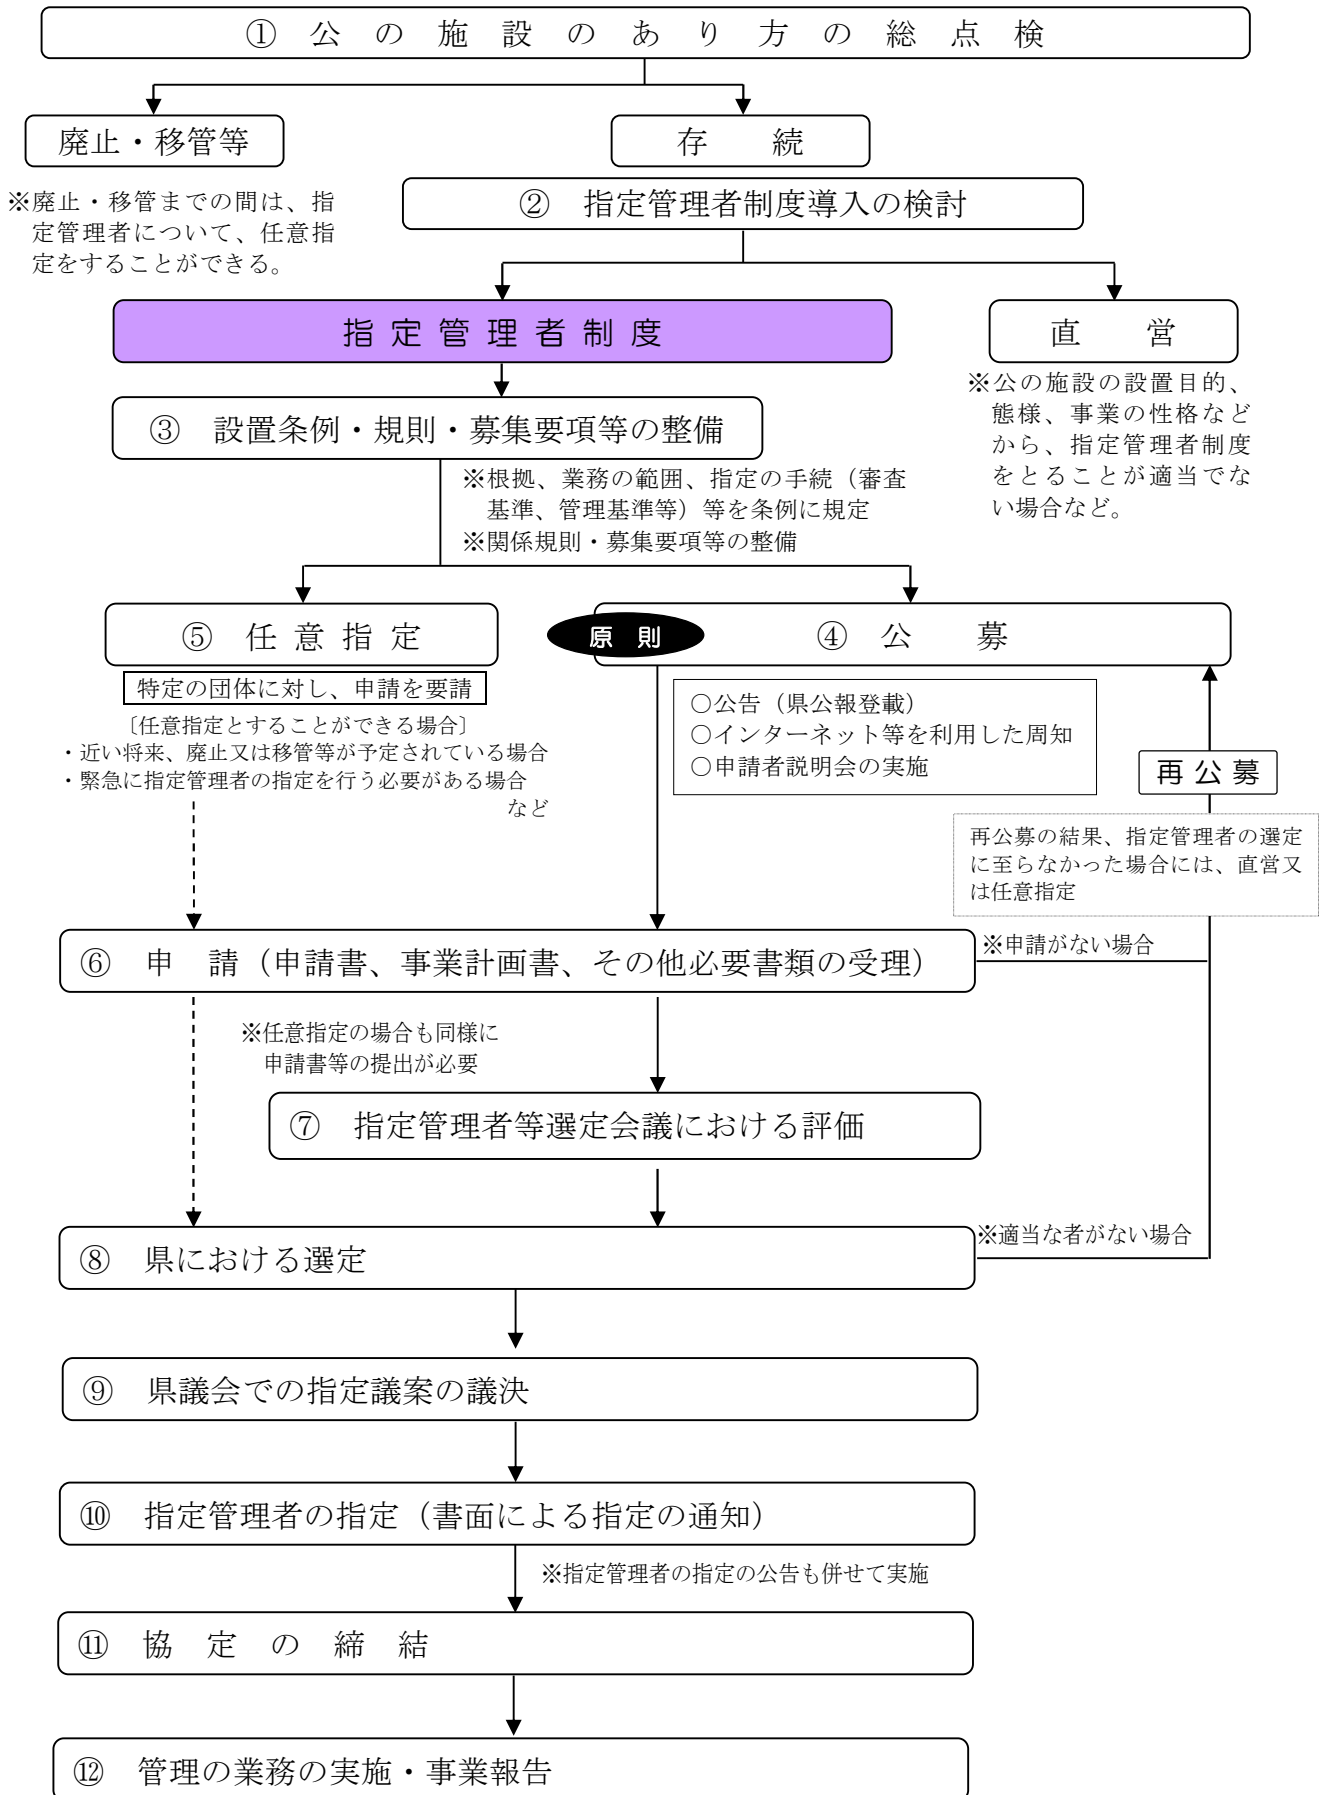 ① 公の施設のあり方の総点検
廃止・移管等
存　続
※廃止・移管までの間は、指
定管理者について、任意指
定をすることができる。
② 指定管理者制度導入の検討
指定管理者制度
直　営
※公の施設の設置目的、
態様、事業の性格など
から、指定管理者制度
をとることが適当でな
い場合など。
③ 設置条例・規則・募集要項等の整備
※根拠、業務の範囲、指定の手続（審査
基準、管理基準等）等を条例に規定
※関係規則・募集要項等の整備
⑤ 任意指定
原則
④ 公　募
特定の団体に対し、申請を要請
〔任意指定とすることができる場合〕
・近い将来、廃止又は移管等が予定されている場合
・緊急に指定管理者の指定を行う必要がある場合
など
○公告（県公報登載）
○インターネット等を利用した周知
○申請者説明会の実施
再公募
再公募の結果、指定管理者の選定
に至らなかった場合には、直営又
は任意指定
⑥ 申　請（申請書、事業計画書、その他必要書類の受理）
※申請がない場合
※任意指定の場合も同様に
申請書等の提出が必要
⑦ 指定管理者等選定会議における評価
⑧ 県における選定
※適当な者がない場合
⑨ 県議会での指定議案の議決
⑩ 指定管理者の指定（書面による指定の通知）
※指定管理者の指定の公告も併せて実施
⑪ 協定の締結
⑫ 管理の業務の実施・事業報告